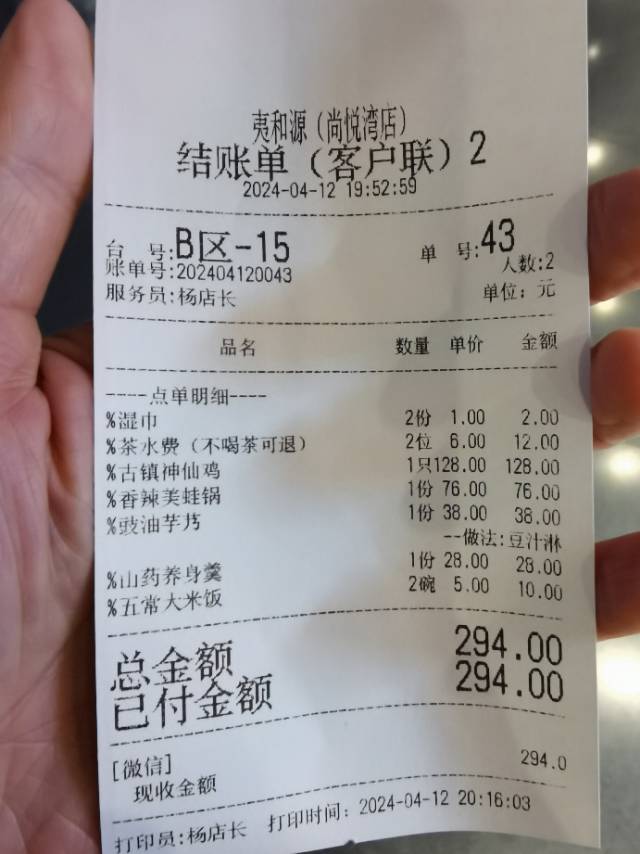 夷和源（尚悦湾店）
结账单（客户联）2
2024-04-12 19:52:59
台 号:B区-15 单 号:43
账单号:202404120043 人数:2
服务员:杨店长 单位：元
品名 数量 单价 金额
-----点单明细----
%湿巾 2份 1.00 2.00
%茶水费（不喝茶可退） 2位 6.00 12.00
%古镇神仙鸡 1只128.00 128.00
%香辣美蛙锅 1份 76.00 76.00
%豉油芋艿 1份 38.00 38.00
--做法:豆汁淋
%山药养身羹 1份 28.00 28.00
%五常大米饭 2碗 5.00 10.00
总金额 294.00
已付金额 294.00
[微信] 294.0
现收金额
打印员:杨店长 打印时间：2024-04-12 20:16:03